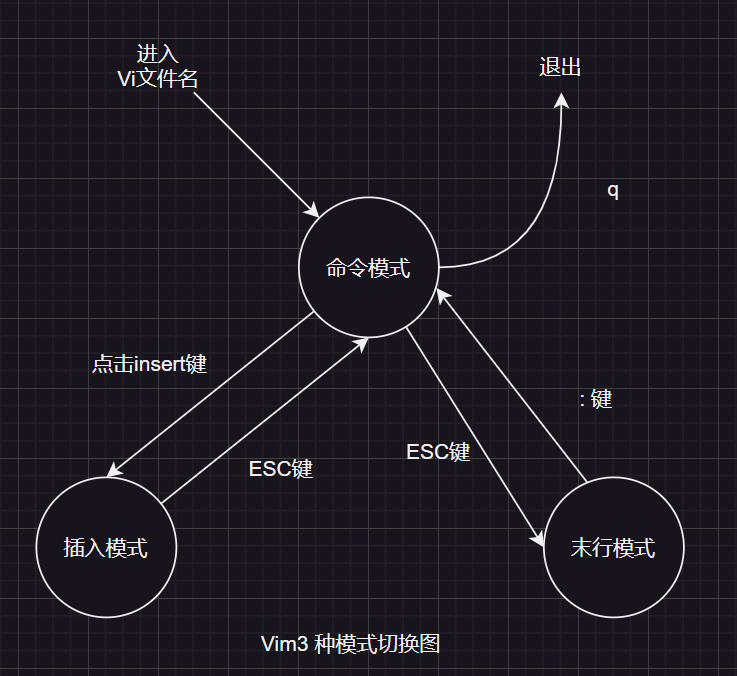 进入
Vi文件名
退出
q
命令模式
点击insert键
: 键
ESC键
ESC键
插入模式
末行模式
Vim3 种模式切换图